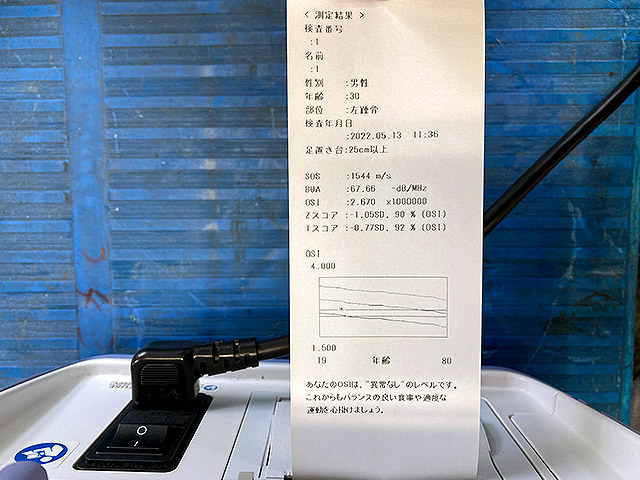 < 測定結果 >
検査番号
:1
名前
:1
性別 :男性
年齢 :30
部位 :左踵骨
検査年月日
:2022.05.13 11:36
足置き台:25cm以上
SOS :1544 m/s
BUA :67.66 -dB/MHz
OSI :2.670 x1000000
Zスコア:-1.05SD, 90 % (OSI)
Tスコア:-0.77SD, 92 % (OSI)
OSI
4.000
1.500
19 年齢 80
あなたのOSIは、"異常なし"のレベルです。
これからもバランスの良い食事や適度な
運動を心掛けましょう。